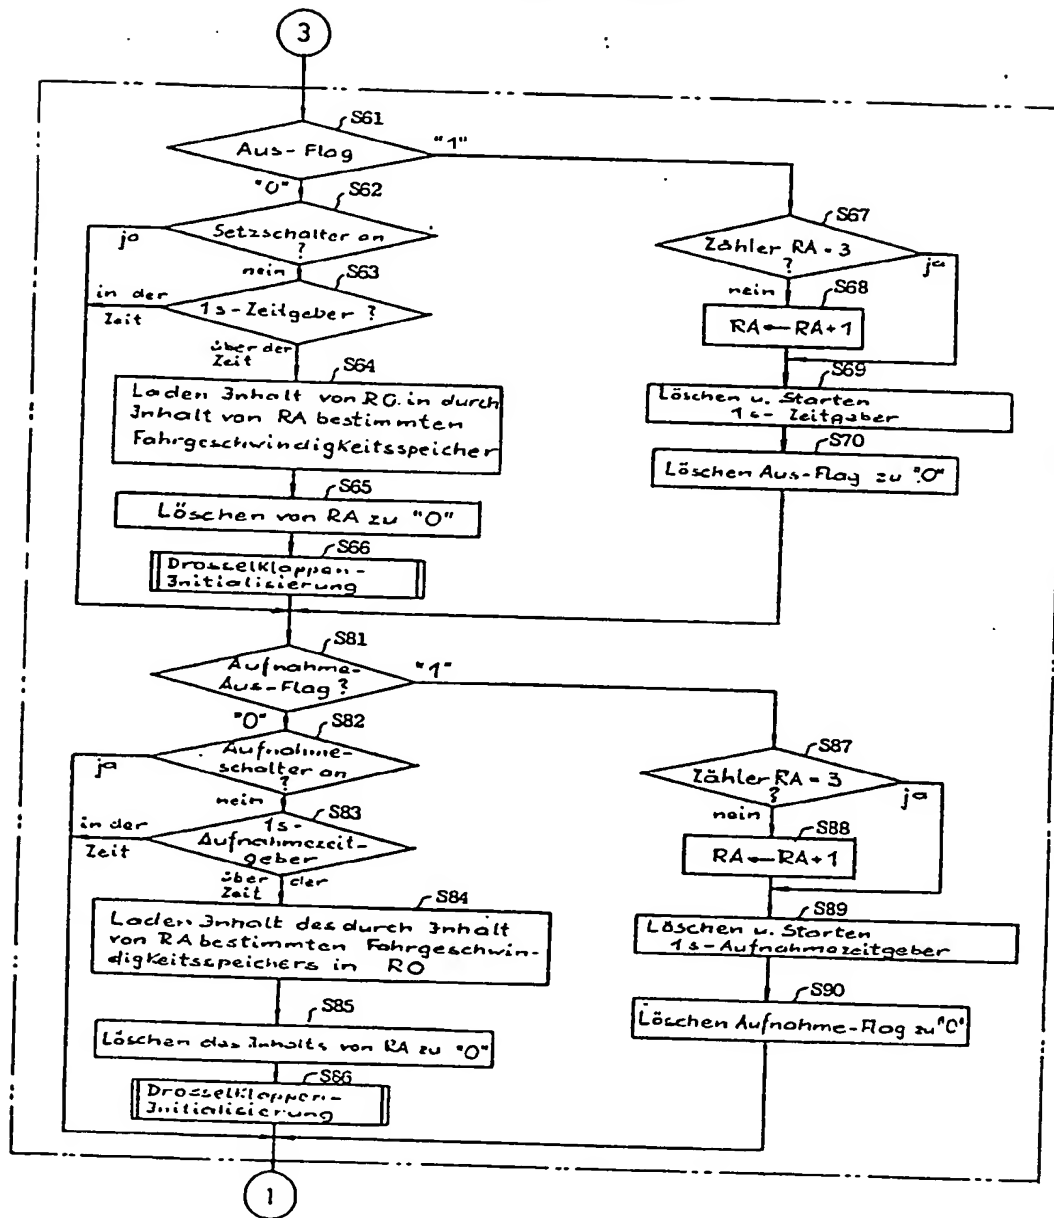 3
S61
Aus-Flag
"1"
"0"
S62
Setzschalter an
?
ja
nein
S63
in der
Zeit
1s-Zeitgeber ?
über der
Zeit
S64
Laden Inhalt von RO. in durch
Inhalt von RA bestimmten
Fahrgeschwindigkeitsspeicher
S65
Löschen von RA zu "0"
S66
Drosselklappen-
Initialisierung
S67
Zähler RA = 3
?
ja
nein
S68
RA ← RA + 1
S69
Löschen u. Starten
1s-Zeitgeber
S70
Löschen Aus-Flag zu "0"
S81
Aufnahme-
Aus-Flag ?
"1"
"0"
S82
Aufnahme-
schalter an
?
ja
nein
S83
in der
Zeit
1s-
Aufnahmezeit-
geber
über der
Zeit
S84
Laden Inhalt des durch Inhalt
von RA bestimmten Fahrgeschwin-
digkeitsspeichers in RO
S85
Löschen des Inhalts von RA zu "0"
S86
Drosselklappen-
Initialisierung
S87
Zähler RA = 3
?
ja
nein
S88
RA ← RA + 1
S89
Löschen u. Starten
1s-Aufnahmezeitgeber
S90
Löschen Aufnahme-Flag zu "0"
1